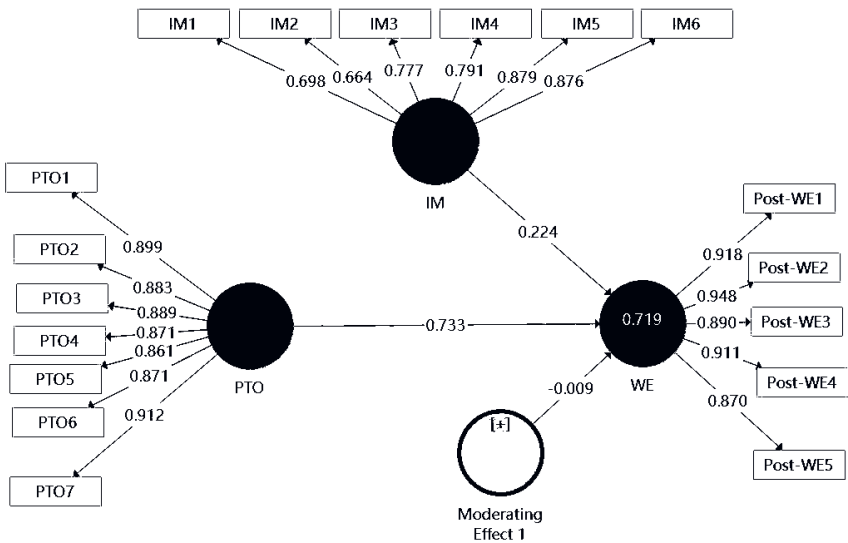 IM1 IM2 IM3 IM4 IM5 IM6
0.698 0.664 0.777 0.791 0.879 0.876
IM
PTO1
PTO2
PTO3
PTO4
PTO5
PTO6
PTO7
0.899
0.883
0.889
0.871
0.861
0.871
0.912
PTO
0.224
0.733
-0.009
0.719
WE
[+]
Moderating
Effect 1
0.918
0.948
0.890
0.911
0.870
Post-WE1
Post-WE2
Post-WE3
Post-WE4
Post-WE5